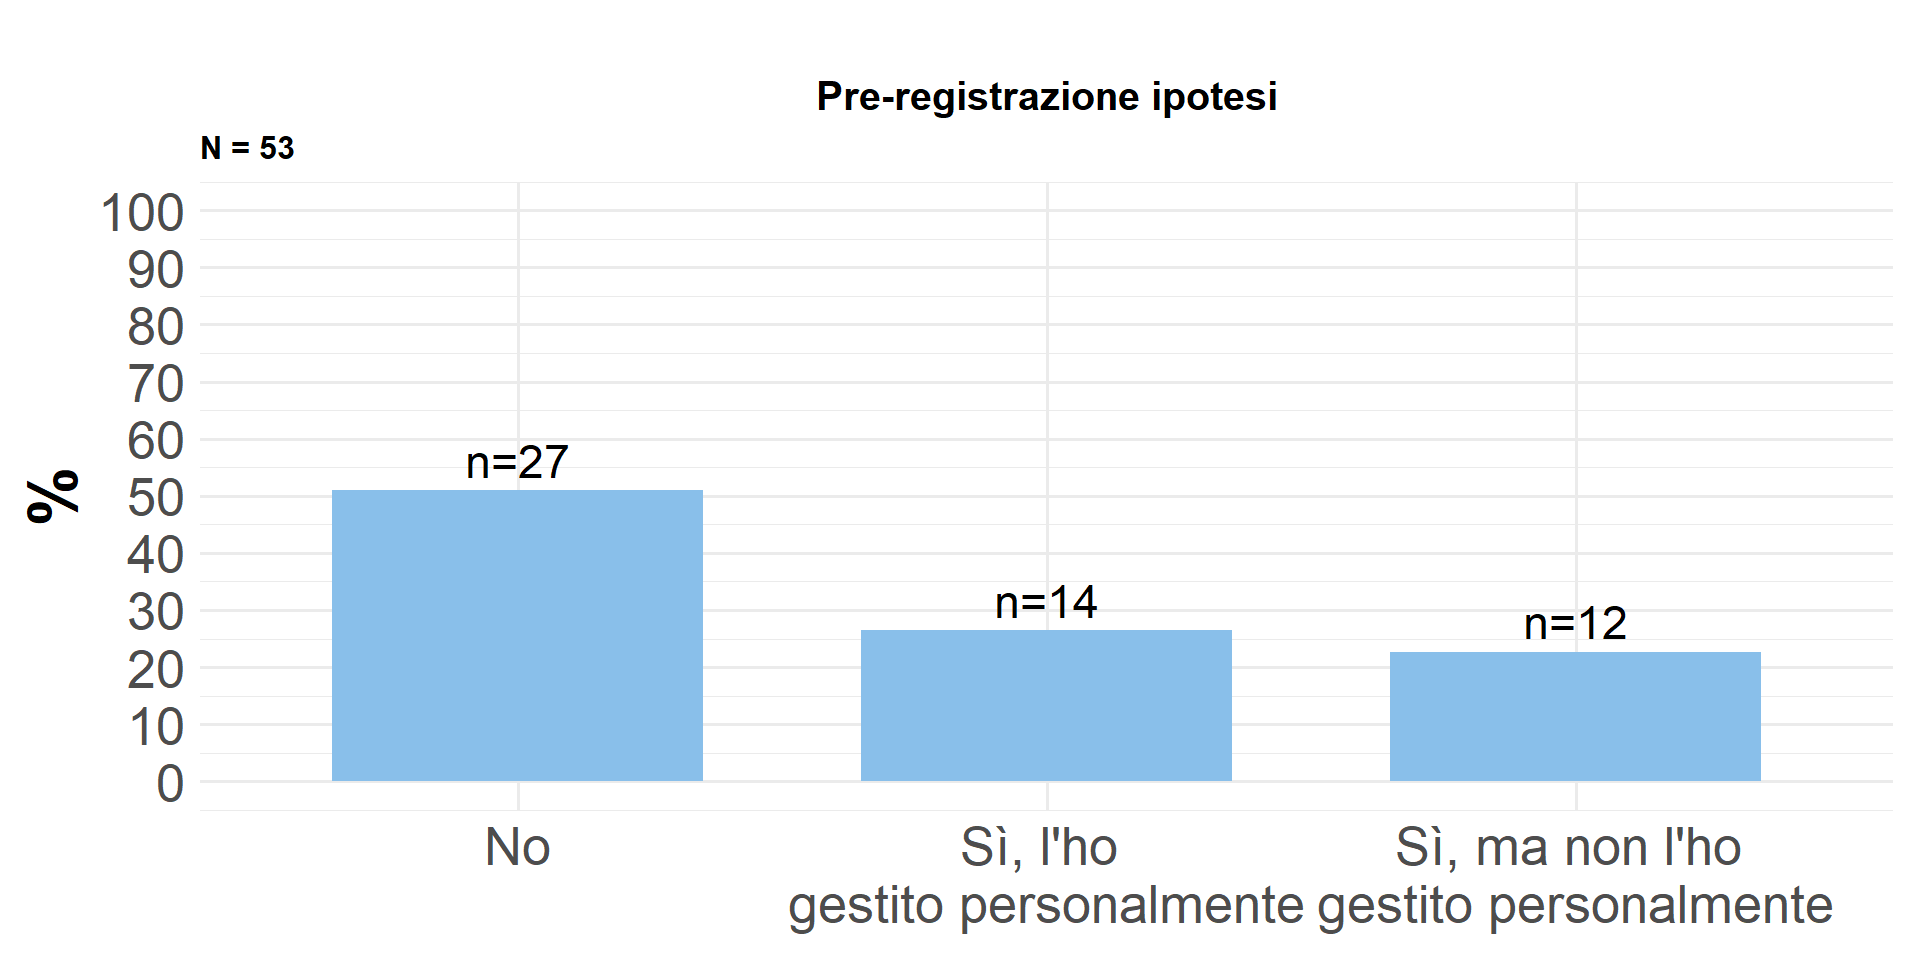 Pre-registrazione ipotesi
N = 53
%
100
90
80
70
60
50
40
30
20
10
0
n=27
n=14
n=12
No
Sì, l'ho
gestito personalmente
Sì, ma non l'ho
gestito personalmente